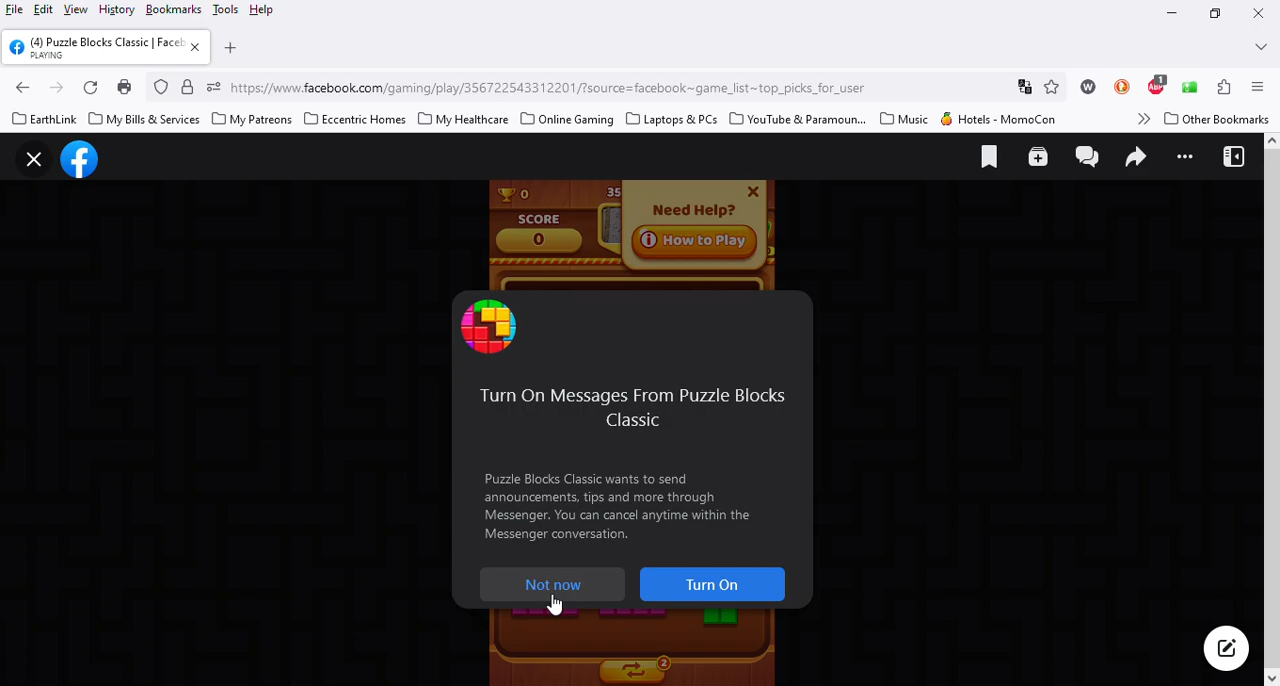 File Edit View History Bookmarks Tools Help
(4) Puzzle Blocks Classic | Faceb
PLAYING
https://www.facebook.com/gaming/play/356722543312201/?source=facebook~game_list~top_picks_for_user
1
EarthLink My Bills & Services My Patreons Eccentric Homes My Healthcare Online Gaming Laptops & PCs YouTube & Paramoun... Music Hotels - MomoCon Other Bookmarks
0 35
Need Help?
SCORE
0
How to Play
Turn On Messages From Puzzle Blocks
Classic
Puzzle Blocks Classic wants to send
announcements, tips and more through
Messenger. You can cancel anytime within the
Messenger conversation.
Not now Turn On
2